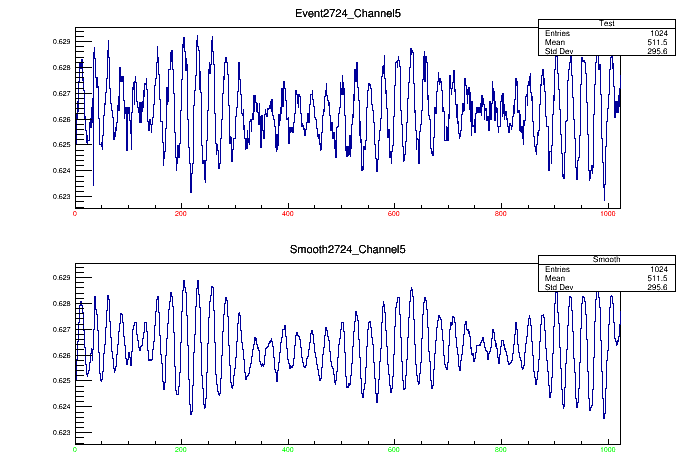 Event2724_Channel5
Test
Entries 1024
Mean 511.5
Std Dev 295.6
0.629
0.628
0.627
0.626
0.625
0.624
0.623
0 200 400 600 800 1000
Smooth2724_Channel5
Smooth
Entries 1024
Mean 511.5
Std Dev 295.6
0.629
0.628
0.627
0.626
0.625
0.624
0.623
0 200 400 600 800 1000